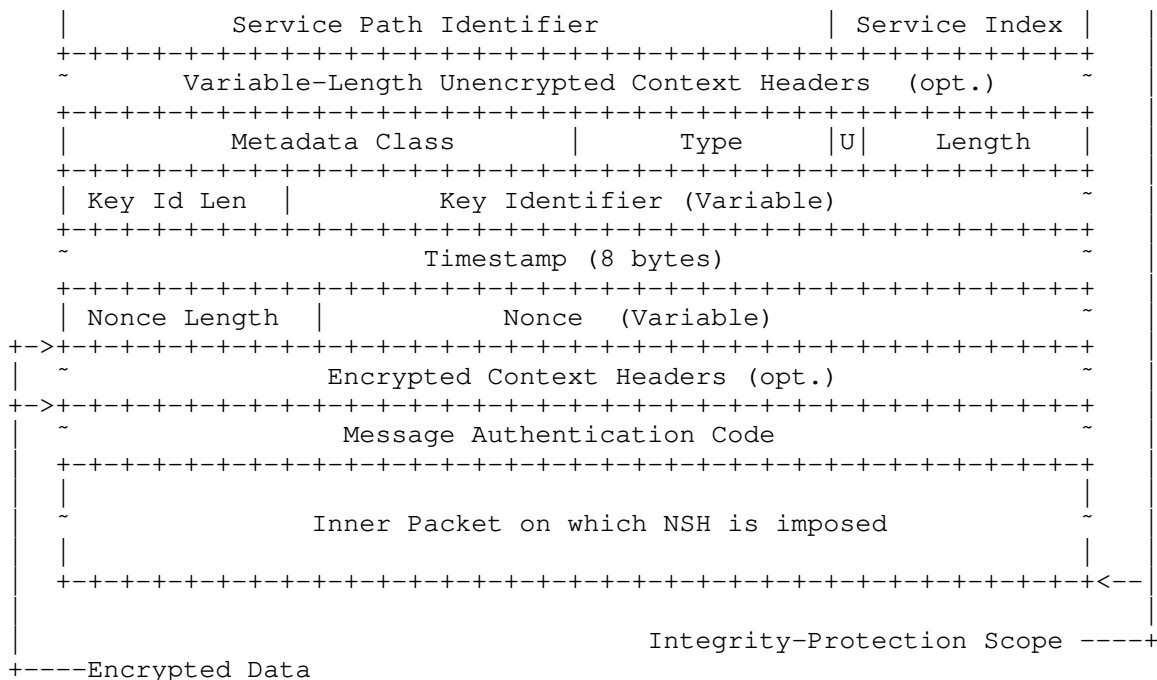 Service Path Identifier | Service Index
Variable-Length Unencrypted Context Headers (opt.)
Metadata Class | Type |U| Length
Key Id Len | Key Identifier (Variable)
Timestamp (8 bytes)
Nonce Length | Nonce (Variable)
Encrypted Context Headers (opt.)
Message Authentication Code
Inner Packet on which NSH is imposed
Integrity-Protection Scope ----+
+----Encrypted Data